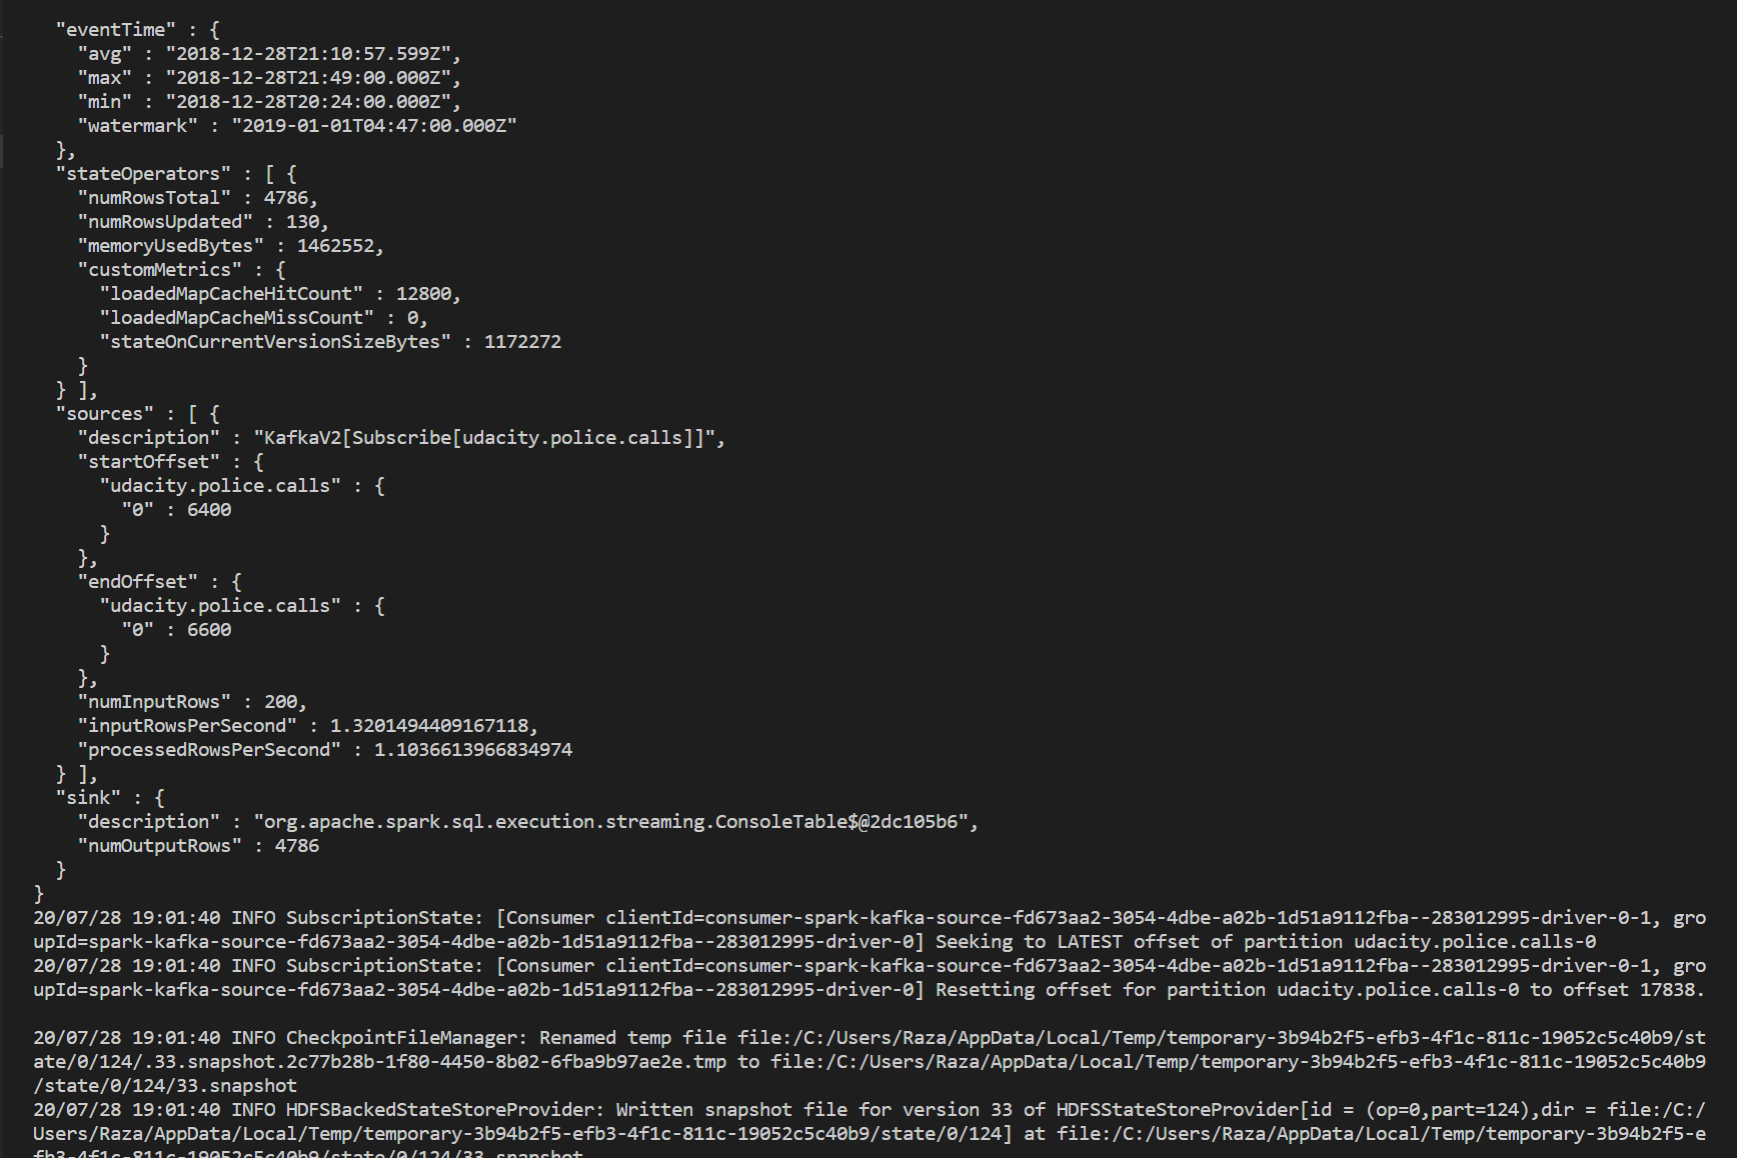 "eventTime" : {
"avg" : "2018-12-28T21:10:57.599Z",
"max" : "2018-12-28T21:49:00.000Z",
"min" : "2018-12-28T20:24:00.000Z",
"watermark" : "2019-01-01T04:47:00.000Z"
},
"stateOperators" : [ {
"numRowsTotal" : 4786,
"numRowsUpdated" : 130,
"memoryUsedBytes" : 1462552,
"customMetrics" : {
"loadedMapCacheHitCount" : 12800,
"loadedMapCacheMissCount" : 0,
"stateOnCurrentVersionSizeBytes" : 1172272
}
} ],
"sources" : [ {
"description" : "KafkaV2[Subscribe[udacity.police.calls]]",
"startOffset" : {
"udacity.police.calls" : {
"0" : 6400
}
},
"endOffset" : {
"udacity.police.calls" : {
"0" : 6600
}
},
"numInputRows" : 200,
"inputRowsPerSecond" : 1.3201494409167118,
"processedRowsPerSecond" : 1.1036613966834974
} ],
"sink" : {
"description" : "org.apache.spark.sql.execution.streaming.ConsoleTable$@2dc105b6",
"numOutputRows" : 4786
}
}
20/07/28 19:01:40 INFO SubscriptionState: [Consumer clientId=consumer-spark-kafka-source-fd673aa2-3054-4dbe-a02b-1d51a9112fba--283012995-driver-0-1, gro
upId=spark-kafka-source-fd673aa2-3054-4dbe-a02b-1d51a9112fba--283012995-driver-0] Seeking to LATEST offset of partition udacity.police.calls-0
20/07/28 19:01:40 INFO SubscriptionState: [Consumer clientId=consumer-spark-kafka-source-fd673aa2-3054-4dbe-a02b-1d51a9112fba--283012995-driver-0-1, gro
upId=spark-kafka-source-fd673aa2-3054-4dbe-a02b-1d51a9112fba--283012995-driver-0] Resetting offset for partition udacity.police.calls-0 to offset 17838.
20/07/28 19:01:40 INFO CheckpointFileManager: Renamed temp file file:/C:/Users/Raza/AppData/Local/Temp/temporary-3b94b2f5-efb3-4f1c-811c-19052c5c40b9/st
ate/0/124/.33.snapshot.2c77b28b-1f80-4450-8b02-6fba9b97ae2e.tmp to file:/C:/Users/Raza/AppData/Local/Temp/temporary-3b94b2f5-efb3-4f1c-811c-19052c5c40b9
/state/0/124/33.snapshot
20/07/28 19:01:40 INFO HDFSBackedStateStoreProvider: Written snapshot file for version 33 of HDFSStateStoreProvider[id = (op=0,part=124),dir = file:/C:/
Users/Raza/AppData/Local/Temp/temporary-3b94b2f5-efb3-4f1c-811c-19052c5c40b9/state/0/124] at file:/C:/Users/Raza/AppData/Local/Temp/temporary-3b94b2f5-e
fb3-4f1c-811c-19052c5c40b9/state/0/124/33.snapshot